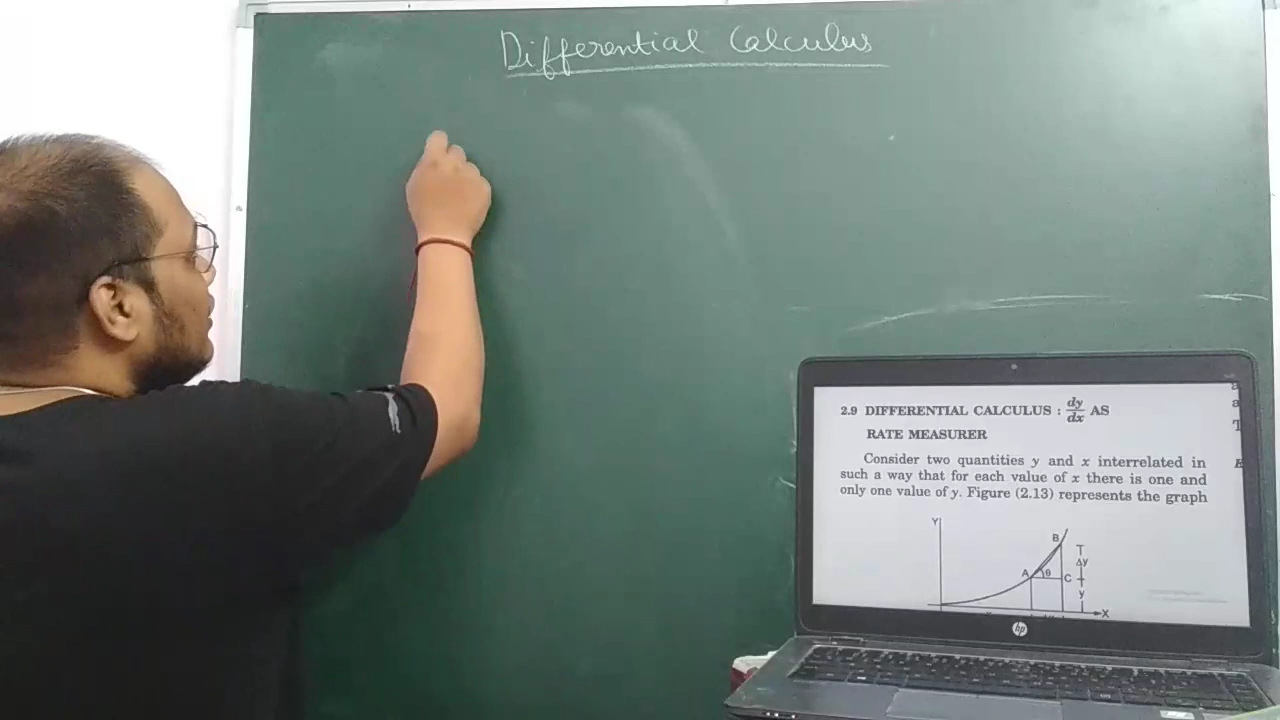 Differential Calculus
2.9 DIFFERENTIAL CALCULUS : dy/dx AS
RATE MEASURER
Consider two quantities y and x interrelated in
such a way that for each value of x there is one and
only one value of y. Figure (2.13) represents the graph
Y
B
T
Δy
A θ C
y
X
hp